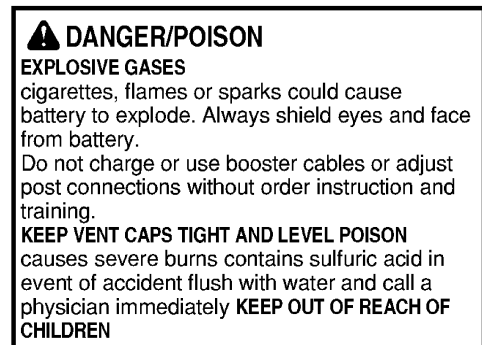 DANGER/POISON
EXPLOSIVE GASES
cigarettes, flames or sparks could cause
battery to explode. Always shield eyes and face
from battery.
Do not charge or use booster cables or adjust
post connections without order instruction and
training.
KEEP VENT CAPS TIGHT AND LEVEL POISON
causes severe burns contains sulfuric acid in
event of accident flush with water and call a
physician immediately KEEP OUT OF REACH OF
CHILDREN